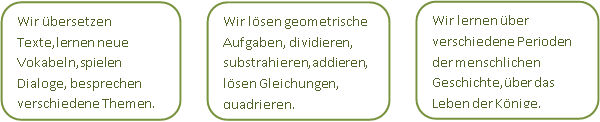 Wir übersetzen
Texte,lernen neue
Vokabeln,spielen
Dialoge, besprechen
verschiedene Themen.
Wir lösen geometrische
Aufgaben, dividieren,
substrahieren,addieren,
lösen Gleichungen,
quadrieren.
Wir lernen über
verschiedene Perioden
der menschlichen
Geschichte,über das
Leben der Könige.